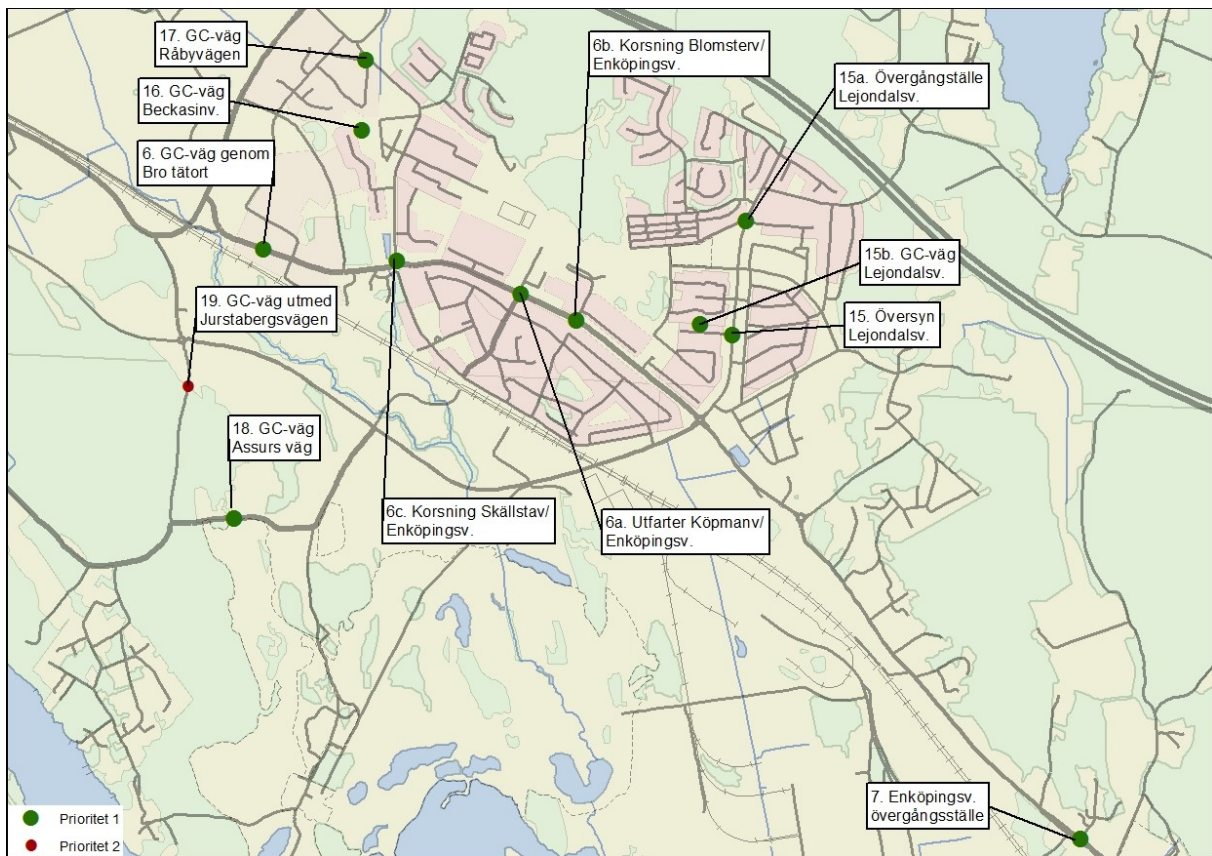 17. GC-väg
Råbyvägen
16. GC-väg
Beckasinv.
6. GC-väg genom
Bro tätort
6b. Korsning Blomsterv/
Enköpingsv.
15a. Övergångställe
Lejondalsv.
15b. GC-väg
Lejondalsv.
15. Översyn
Lejondalsv.
19. GC-väg utmed
Jurstabergsvägen
18. GC-väg
Assurs väg
6c. Korsning Skällstav/
Enköpingsv.
6a. Utfarter Köpmanv/
Enköpingsv.
7. Enköpingsv.
övergångsställe
Prioritet 1
Prioritet 2